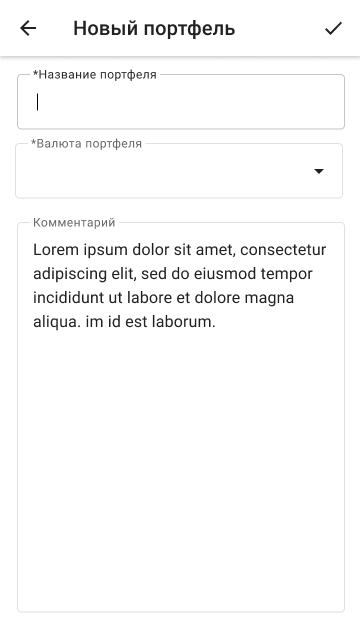 Новый портфель
*Название портфеля
*Валюта портфеля
Комментарий
Lorem ipsum dolor sit amet, consectetur
adipiscing elit, sed do eiusmod tempor
incididunt ut labore et dolore magna
aliqua. im id est laborum.